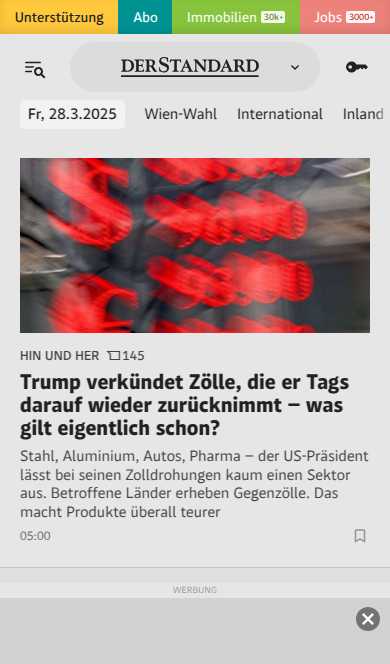 Unterstützung Abo Immobilien 30k+ Jobs 3000+
DERSTANDARD
Fr, 28.3.2025 Wien-Wahl International Inland
HIN UND HER 145
Trump verkündet Zölle, die er Tags
darauf wieder zurücknimmt – was
gilt eigentlich schon?
Stahl, Aluminium, Autos, Pharma – der US-Präsident
lässt bei seinen Zolldrohungen kaum einen Sektor
aus. Betroffene Länder erheben Gegenzölle. Das
macht Produkte überall teurer
05:00
WERBUNG